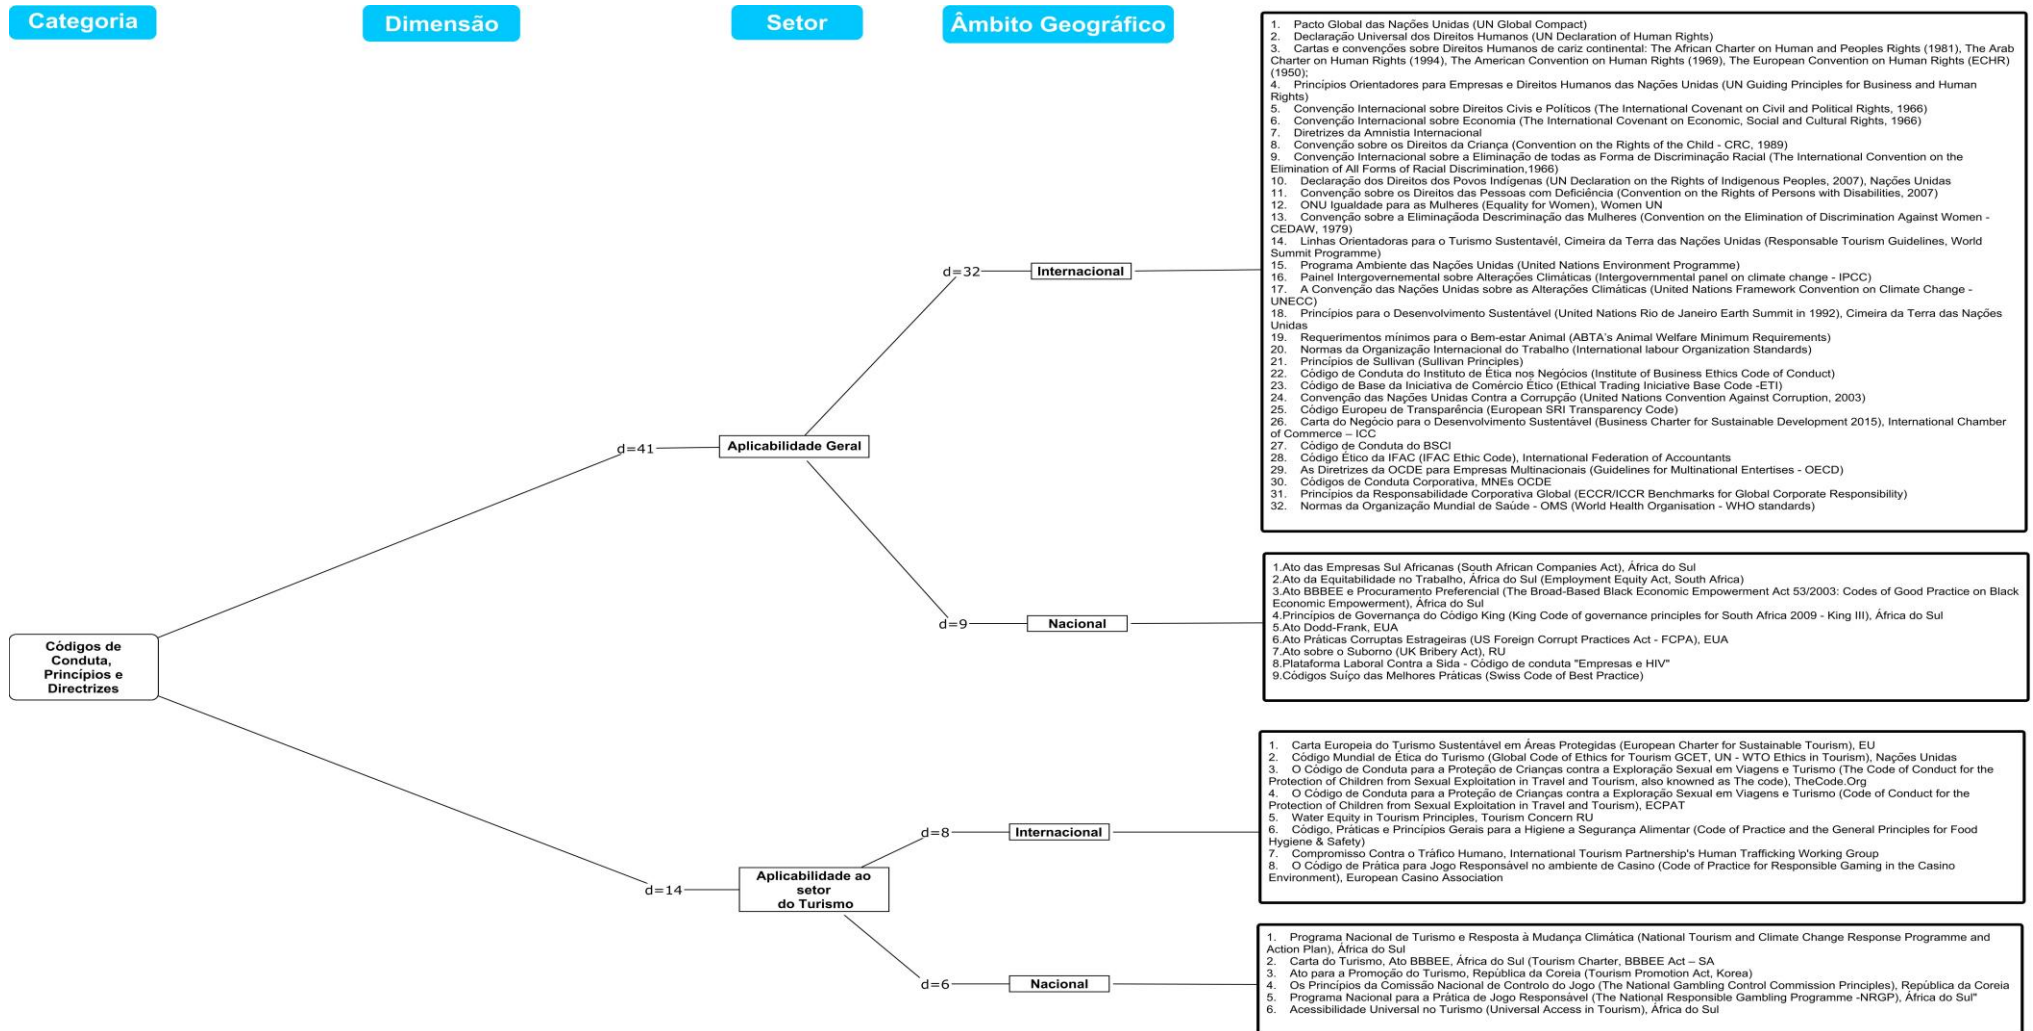 Categoria
Dimensão
Setor
Âmbito Geográfico
1. Pacto Global das Nações Unidas (UN Global Compact)
2. Declaração Universal dos Direitos Humanos (UN Declaration of Human Rights)
3. Cartas e convenções sobre Direitos Humanos de cariz continental: The African Charter on Human and Peoples Rights (1981), The Arab
Charter on Human Rights (1994), The American Convention on Human Rights (1969), The European Convention on Human Rights (ECHR)
(1950);
4. Princípios Orientadores para Empresas e Direitos Humanos das Nações Unidas (UN Guiding Principles for Business and Human
Rights)
5. Convenção Internacional sobre Direitos Civis e Políticos (The International Covenant on Civil and Political Rights, 1966)
6. Convenção Internacional sobre Economia (The International Covenant on Economic, Social and Cultural Rights, 1966)
7. Diretrizes da Amnistia Internacional
8. Convenção sobre os Direitos da Criança (Convention on the Rights of the Child - CRC, 1989)
9. Convenção Internacional sobre a Eliminação de todas as Forma de Discriminação Racial (The International Convention on the
Elimination of All Forms of Racial Discrimination,1966)
10. Declaração dos Direitos dos Povos Indígenas (UN Declaration on the Rights of Indigenous Peoples, 2007), Nações Unidas
11. Convenção sobre os Direitos das Pessoas com Deficiência (Convention on the Rights of Persons with Disabilities, 2007)
12. ONU Igualdade para as Mulheres (Equality for Women), Women UN
13. Convenção sobre a Eliminaçãoda Descriminação das Mulheres (Convention on the Elimination of Discrimination Against Women -
CEDAW, 1979)
14. Linhas Orientadoras para o Turismo Sustentavél, Cimeira da Terra das Nações Unidas (Responsable Tourism Guidelines, World
Summit Programme)
15. Programa Ambiente das Nações Unidas (United Nations Environment Programme)
16. Painel Intergovernemental sobre Alterações Climáticas (Intergovernmental panel on climate change - IPCC)
17. A Convenção das Nações Unidas sobre as Alterações Climáticas (United Nations Framework Convention on Climate Change -
UNECC)
18. Princípios para o Desenvolvimento Sustentável (United Nations Rio de Janeiro Earth Summit in 1992), Cimeira da Terra das Nações
Unidas
19. Requerimentos mínimos para o Bem-estar Animal (ABTA's Animal Welfare Minimum Requirements)
20. Normas da Organização Internacional do Trabalho (International labour Organization Standards)
21. Princípios de Sullivan (Sullivan Principles)
22. Código de Conduta do Instituto de Ética nos Negócios (Institute of Business Ethics Code of Conduct)
23. Código de Base da Iniciativa de Comércio Ético (Ethical Trading Iniciative Base Code -ETI)
24. Convenção das Nações Unidas Contra a Corrupção (United Nations Convention Against Corruption, 2003)
25. Código Europeu de Transparência (European SRI Transparency Code)
26. Carta do Negócio para o Desenvolvimento Sustentável (Business Charter for Sustainable Development 2015), International Chamber
of Commerce – ICC
27. Código de Conduta do BSCI
28. Código Ético da IFAC (IFAC Ethic Code), International Federation of Accountants
29. As Diretrizes da OCDE para Empresas Multinacionais (Guidelines for Multinational Entertises - OECD)
30. Códigos de Conduta Corporativa, MNEs OCDE
31. Princípios da Responsabilidade Corporativa Global (ECCR/ICCR Benchmarks for Global Corporate Responsibility)
32. Normas da Organização Mundial de Saúde - OMS (World Health Organisation - WHO standards)
d=32
Internacional
d=41
Aplicabilidade Geral
1.Ato das Empresas Sul Africanas (South African Companies Act), África do Sul
2.Ato da Equitabilidade no Trabalho, África do Sul (Employment Equity Act, South Africa)
3.Ato BBBEE e Procuramento Preferencial (The Broad-Based Black Economic Empowerment Act 53/2003: Codes of Good Practice on Black
Economic Empowerment), África do Sul
4.Princípios de Governança do Código King (King Code of governance principles for South Africa 2009 - King III), África do Sul
5.Ato Dodd-Frank, EUA
6.Ato Práticas Corruptas Estrageiras (US Foreign Corrupt Practices Act - FCPA), EUA
7.Ato sobre o Suborno (UK Bribery Act), RU
8.Plataforma Laboral Contra a Sida - Código de conduta "Empresas e HIV"
9.Códigos Suíço das Melhores Práticas (Swiss Code of Best Practice)
d=9
Nacional
Códigos de
Conduta,
Princípios e
Directrizes
1. Carta Europeia do Turismo Sustentável em Áreas Protegidas (European Charter for Sustainable Tourism), EU
2. Código Mundial de Ética do Turismo (Global Code of Ethics for Tourism GCET, UN - WTO Ethics in Tourism), Nações Unidas
3. O Código de Conduta para a Proteção de Crianças contra a Exploração Sexual em Viagens e Turismo (The Code of Conduct for the
Protection of Children from Sexual Exploitation in Travel and Tourism, also knowned as The code), TheCode.Org
4. O Código de Conduta para a Proteção de Crianças contra a Exploração Sexual em Viagens e Turismo (Code of Conduct for the
Protection of Children from Sexual Exploitation in Travel and Tourism), ECPAT
5. Water Equity in Tourism Principles, Tourism Concern RU
6. Código, Práticas e Princípios Gerais para a Higiene a Segurança Alimentar (Code of Practice and the General Principles for Food
Hygiene & Safety)
7. Compromisso Contra o Tráfico Humano, International Tourism Partnership's Human Trafficking Working Group
8. O Código de Prática para Jogo Responsável no ambiente de Casino (Code of Practice for Responsible Gaming in the Casino
Environment), European Casino Association
d=8
Internacional
d=14
Aplicabilidade ao
setor
do Turismo
1. Programa Nacional de Turismo e Resposta à Mudança Climática (National Tourism and Climate Change Response Programme and
Action Plan), África do Sul
2. Carta do Turismo, Ato BBBEE, África do Sul (Tourism Charter, BBBEE Act – SA
3. Ato para a Promoção do Turismo, República da Coreia (Tourism Promotion Act, Korea)
4. Os Princípios da Comissão Nacional de Controlo do Jogo (The National Gambling Control Commission Principles), República da Coreia
5. Programa Nacional para a Prática de Jogo Responsável (The National Responsible Gambling Programme -NRGP), África do Sul"
6. Acessibilidade Universal no Turismo (Universal Access in Tourism), África do Sul
d=6
Nacional